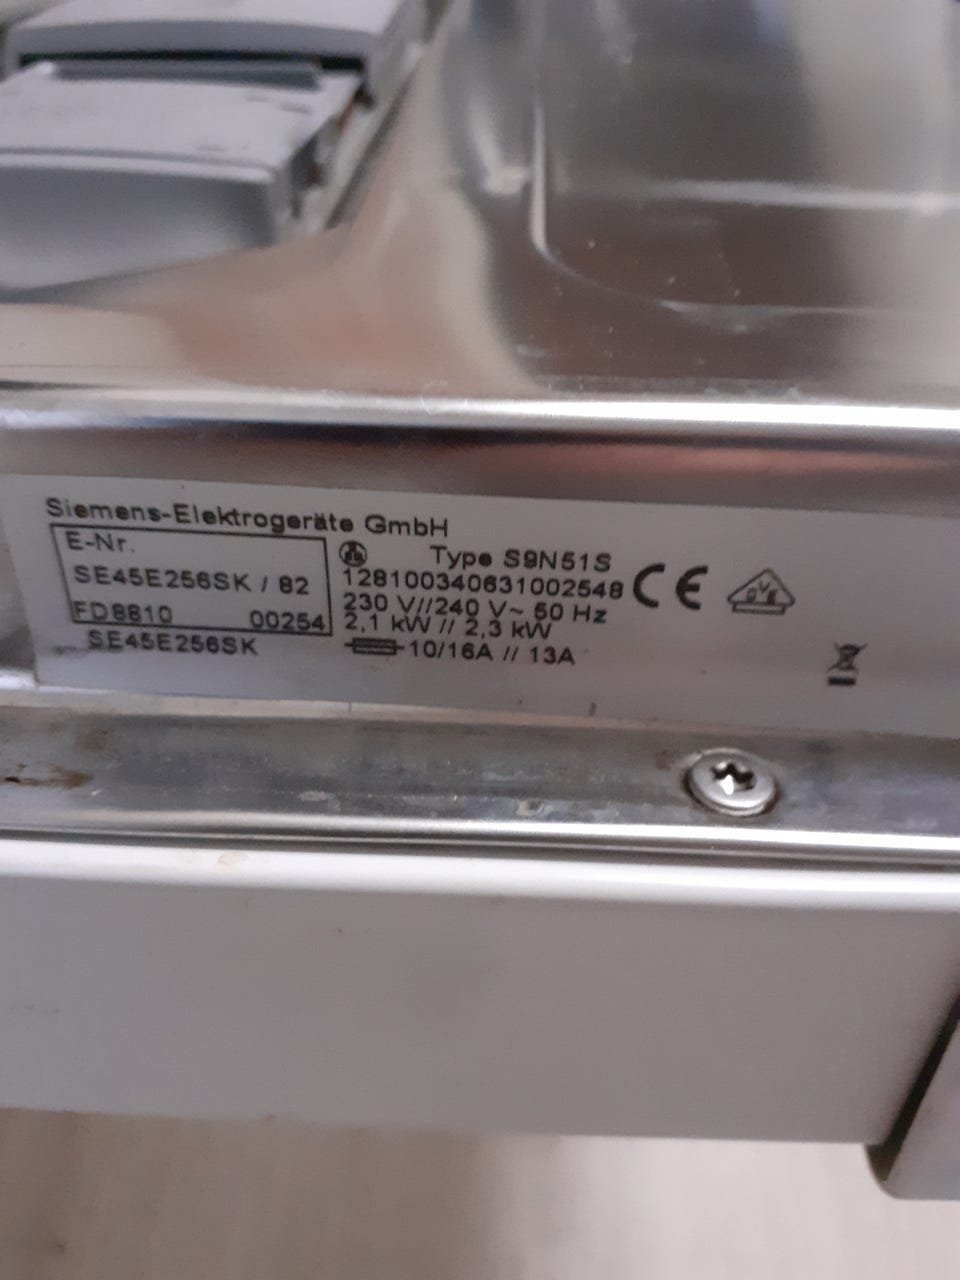 Siemens-Elektrogeräte GmbH
E-Nr.
SE45E256SK / 82
FD8810 00254
SE45E256SK
Type S9N51S
128100340631002548
230 V//240 V~ 50 Hz
2,1 kW // 2,3 kW
10/16A // 13A
CE